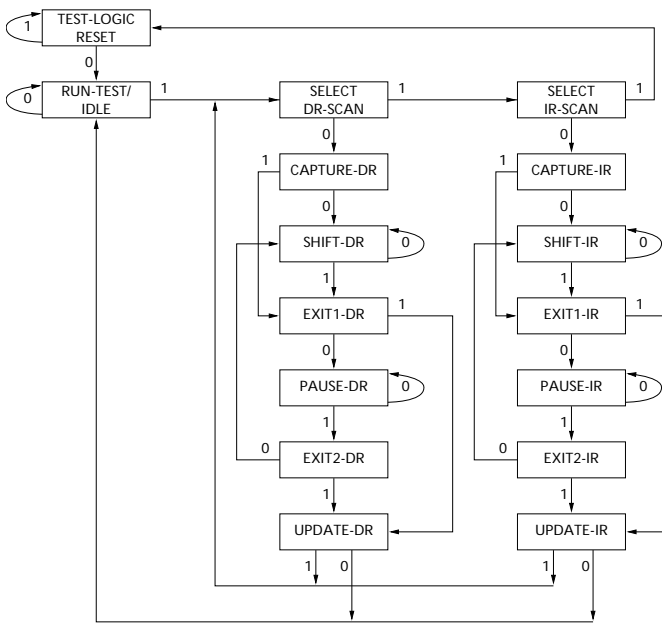 1
TEST-LOGIC
RESET
0
0
RUN-TEST/
IDLE
1
SELECT
DR-SCAN
1
SELECT
IR-SCAN
1
0
0
1
CAPTURE-DR
1
CAPTURE-IR
0
0
SHIFT-DR
0
SHIFT-IR
0
1
1
EXIT1-DR
1
EXIT1-IR
1
0
0
PAUSE-DR
0
PAUSE-IR
0
1
1
0
EXIT2-DR
0
EXIT2-IR
1
1
UPDATE-DR
UPDATE-IR
1
0
1
0